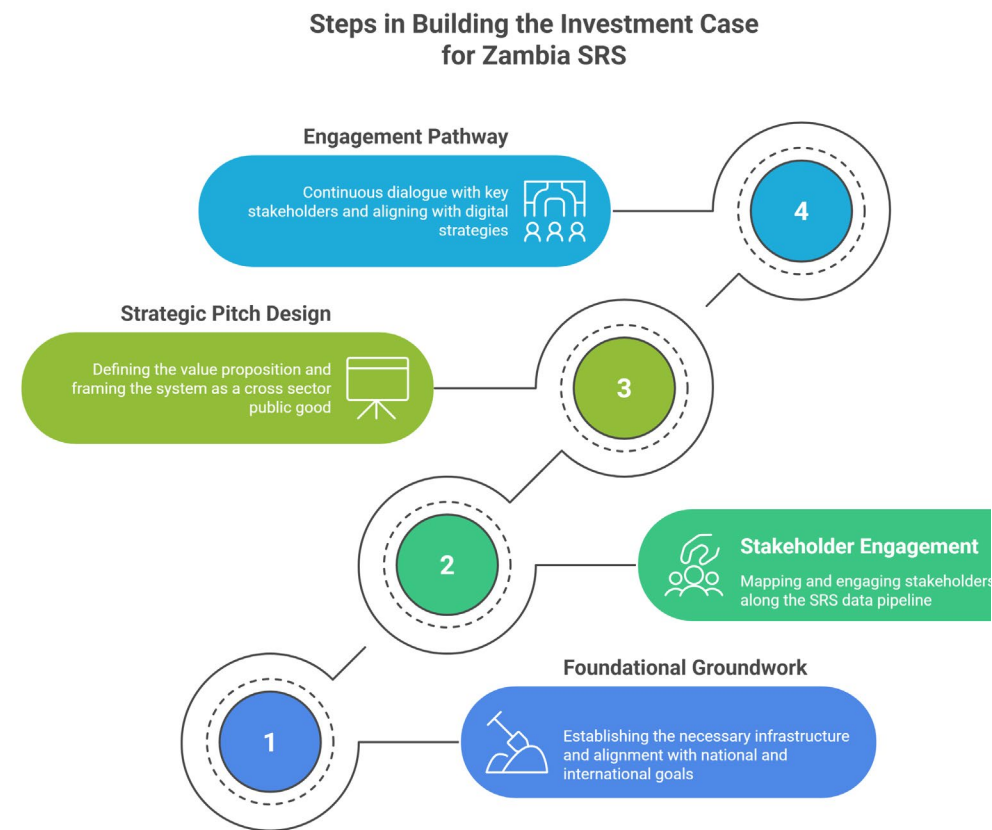 Steps in Building the Investment Case
for Zambia SRS
Engagement Pathway
Continuous dialogue with key
stakeholders and aligning with digital
strategies
4
Strategic Pitch Design
Defining the value proposition and
framing the system as a cross sector
public good
3
2
Stakeholder Engagement
Mapping and engaging stakeholders
along the SRS data pipeline
Foundational Groundwork
1
Establishing the necessary infrastructure
and alignment with national and
international goals